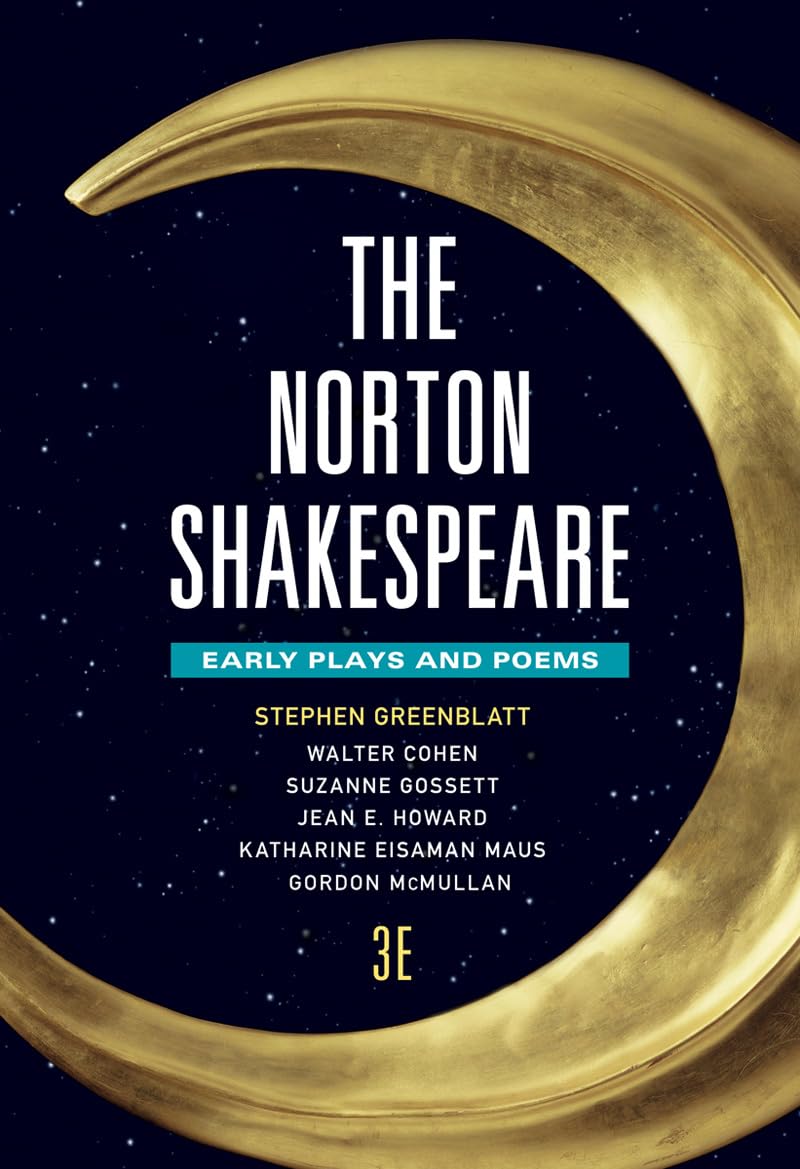 THE
NORTON
SHAKESPEARE
EARLY PLAYS AND POEMS
STEPHEN GREENBLATT
WALTER COHEN
SUZANNE GOSSETT
JEAN E. HOWARD
KATHARINE EISAMAN MAUS
GORDON McMULLAN
3E